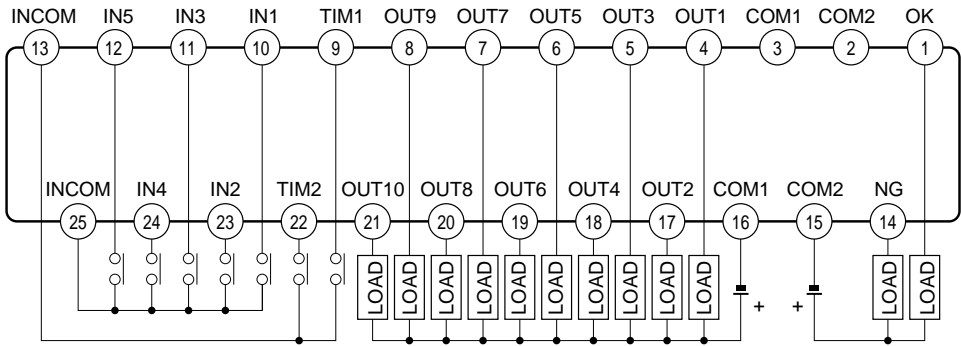 INCOM IN5 IN3 IN1 TIM1 OUT9 OUT7 OUT5 OUT3 OUT1 COM1 COM2 OK
13 12 11 10 9 8 7 6 5 4 3 2 1
INCOM IN4 IN2 TIM2 OUT10 OUT8 OUT6 OUT4 OUT2 COM1 COM2 NG
25 24 23 22 21 20 19 18 17 16 15 14
LOAD LOAD LOAD LOAD LOAD LOAD LOAD LOAD LOAD LOAD + + LOAD LOAD